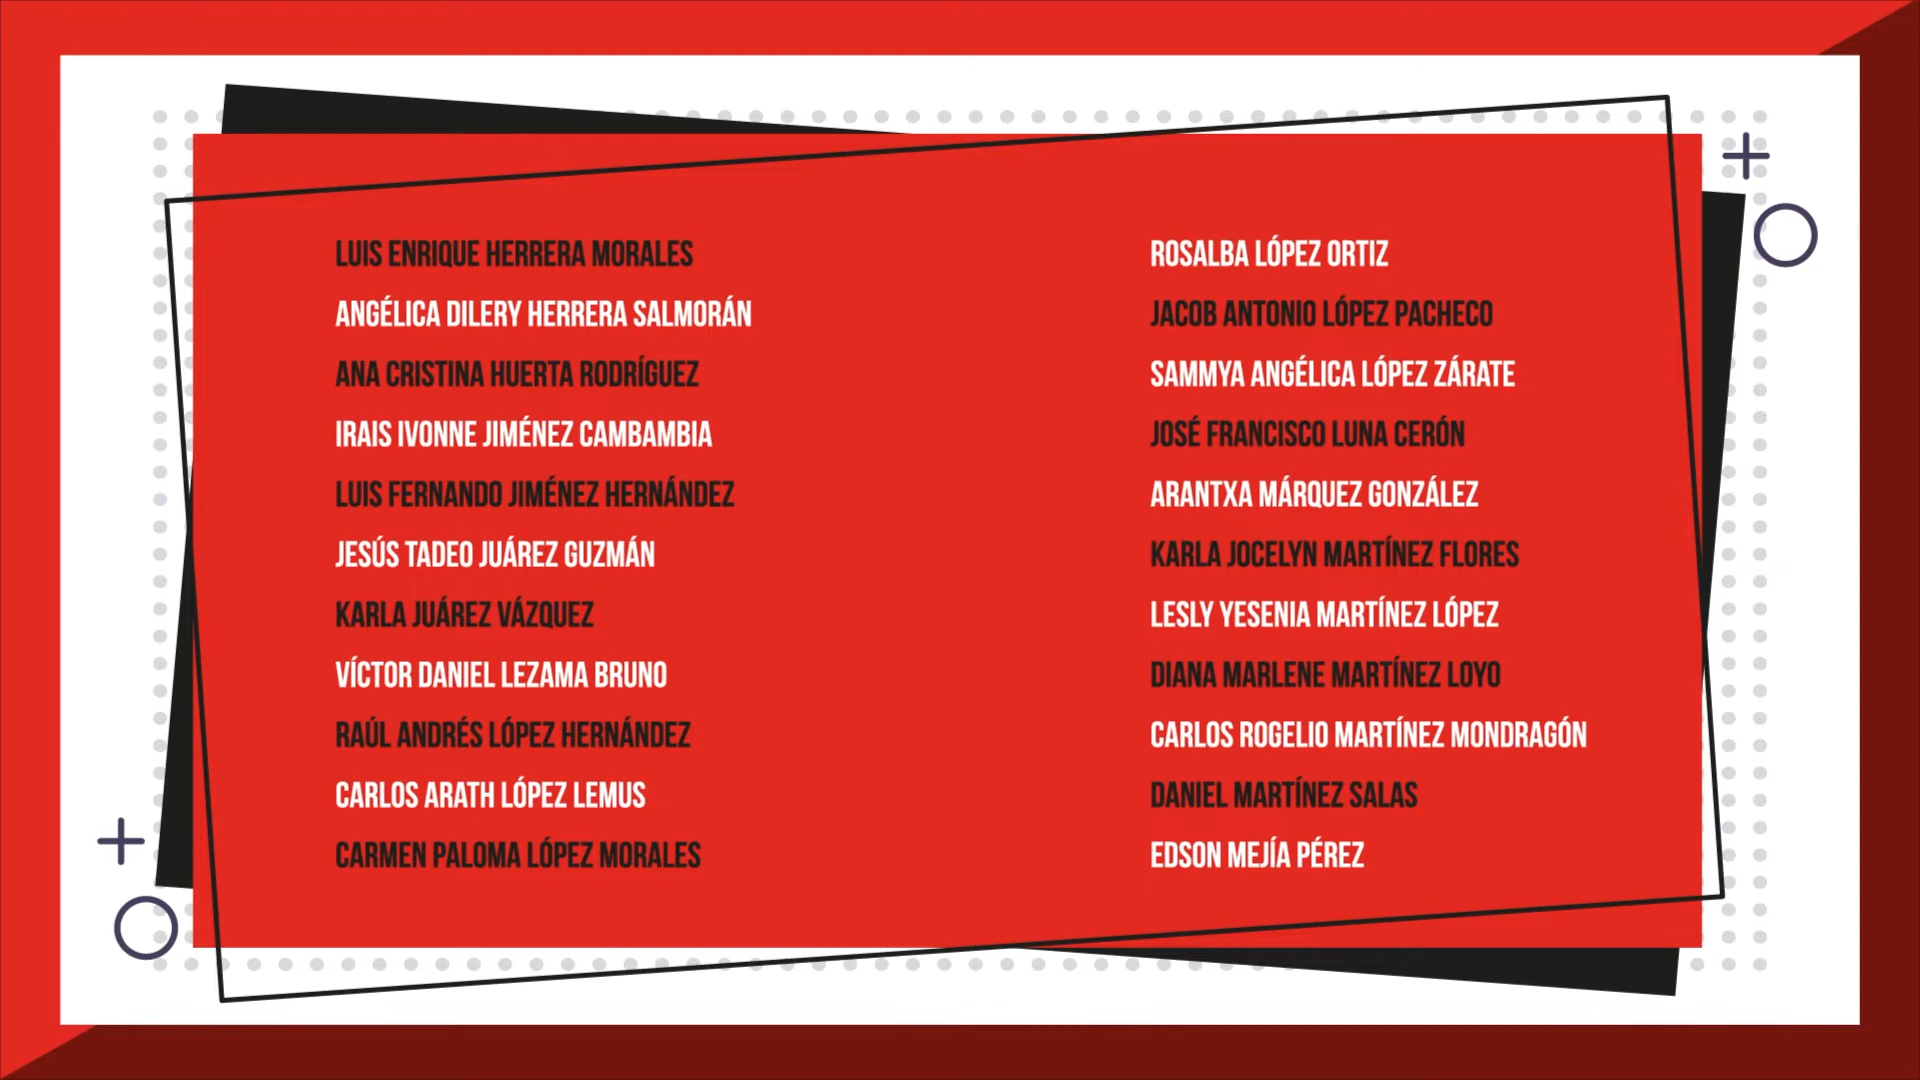 LUIS ENRIQUE HERRERA MORALES
ANGÉLICA DILERY HERRERA SALMORÁN
ANA CRISTINA HUERTA RODRÍGUEZ
IRAIS IVONNE JIMÉNEZ CAMBAMBIA
LUIS FERNANDO JIMÉNEZ HERNÁNDEZ
JESÚS TADEO JUÁREZ GUZMÁN
KARLA JUÁREZ VÁZQUEZ
VÍCTOR DANIEL LEZAMA BRUNO
RAÚL ANDRÉS LÓPEZ HERNÁNDEZ
CARLOS ARATH LÓPEZ LEMUS
CARMEN PALOMA LÓPEZ MORALES
ROSALBA LÓPEZ ORTIZ
JACOB ANTONIO LÓPEZ PACHECO
SAMMYA ANGÉLICA LÓPEZ ZÁRATE
JOSÉ FRANCISCO LUNA CERÓN
ARANTXA MÁRQUEZ GONZÁLEZ
KARLA JOCELYN MARTÍNEZ FLORES
LESLY YESENIA MARTÍNEZ LÓPEZ
DIANA MARLENE MARTÍNEZ LOYO
CARLOS ROGELIO MARTÍNEZ MONDRAGÓN
DANIEL MARTÍNEZ SALAS
EDSON MEJÍA PÉREZ